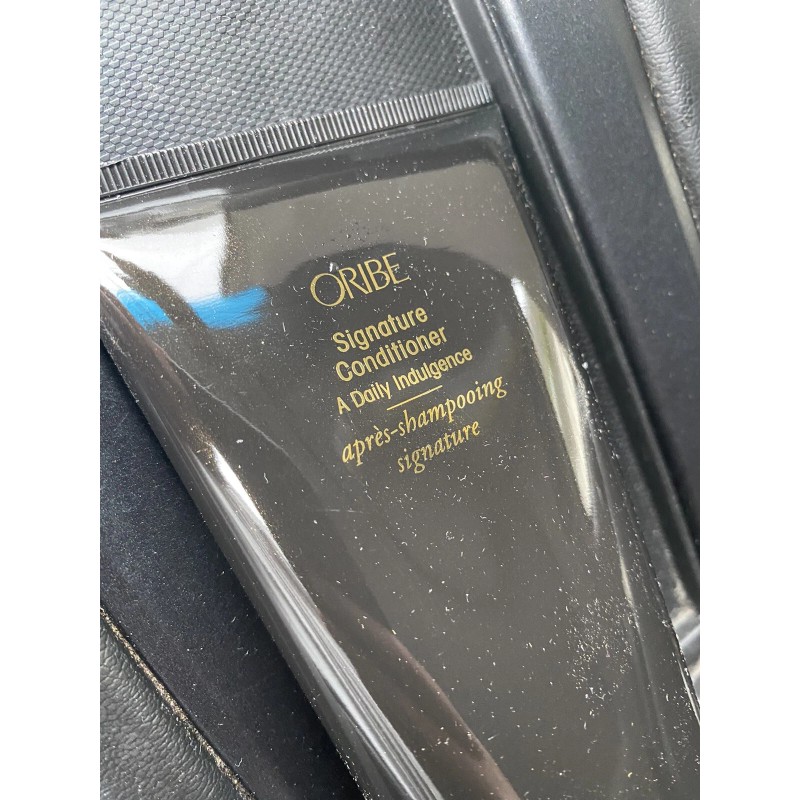 ORIBE
Signature
Conditioner
A Daily Indulgence
après-shampooing
signature